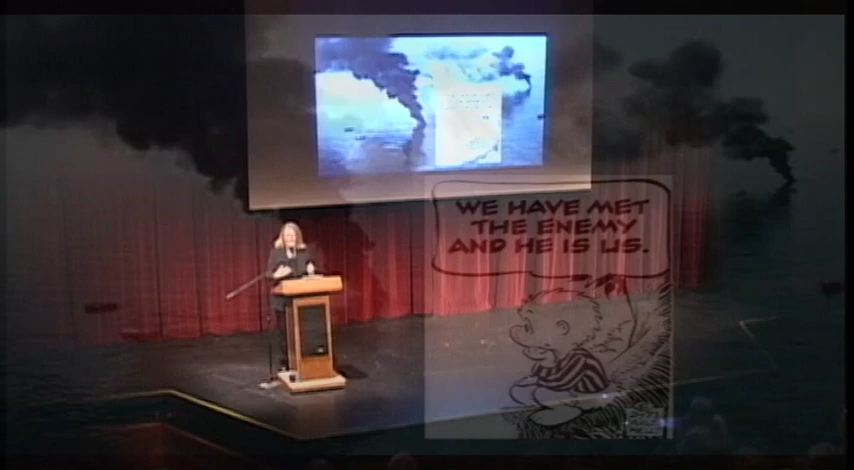 WE HAVE MET
THE ENEMY
AND HE IS US.